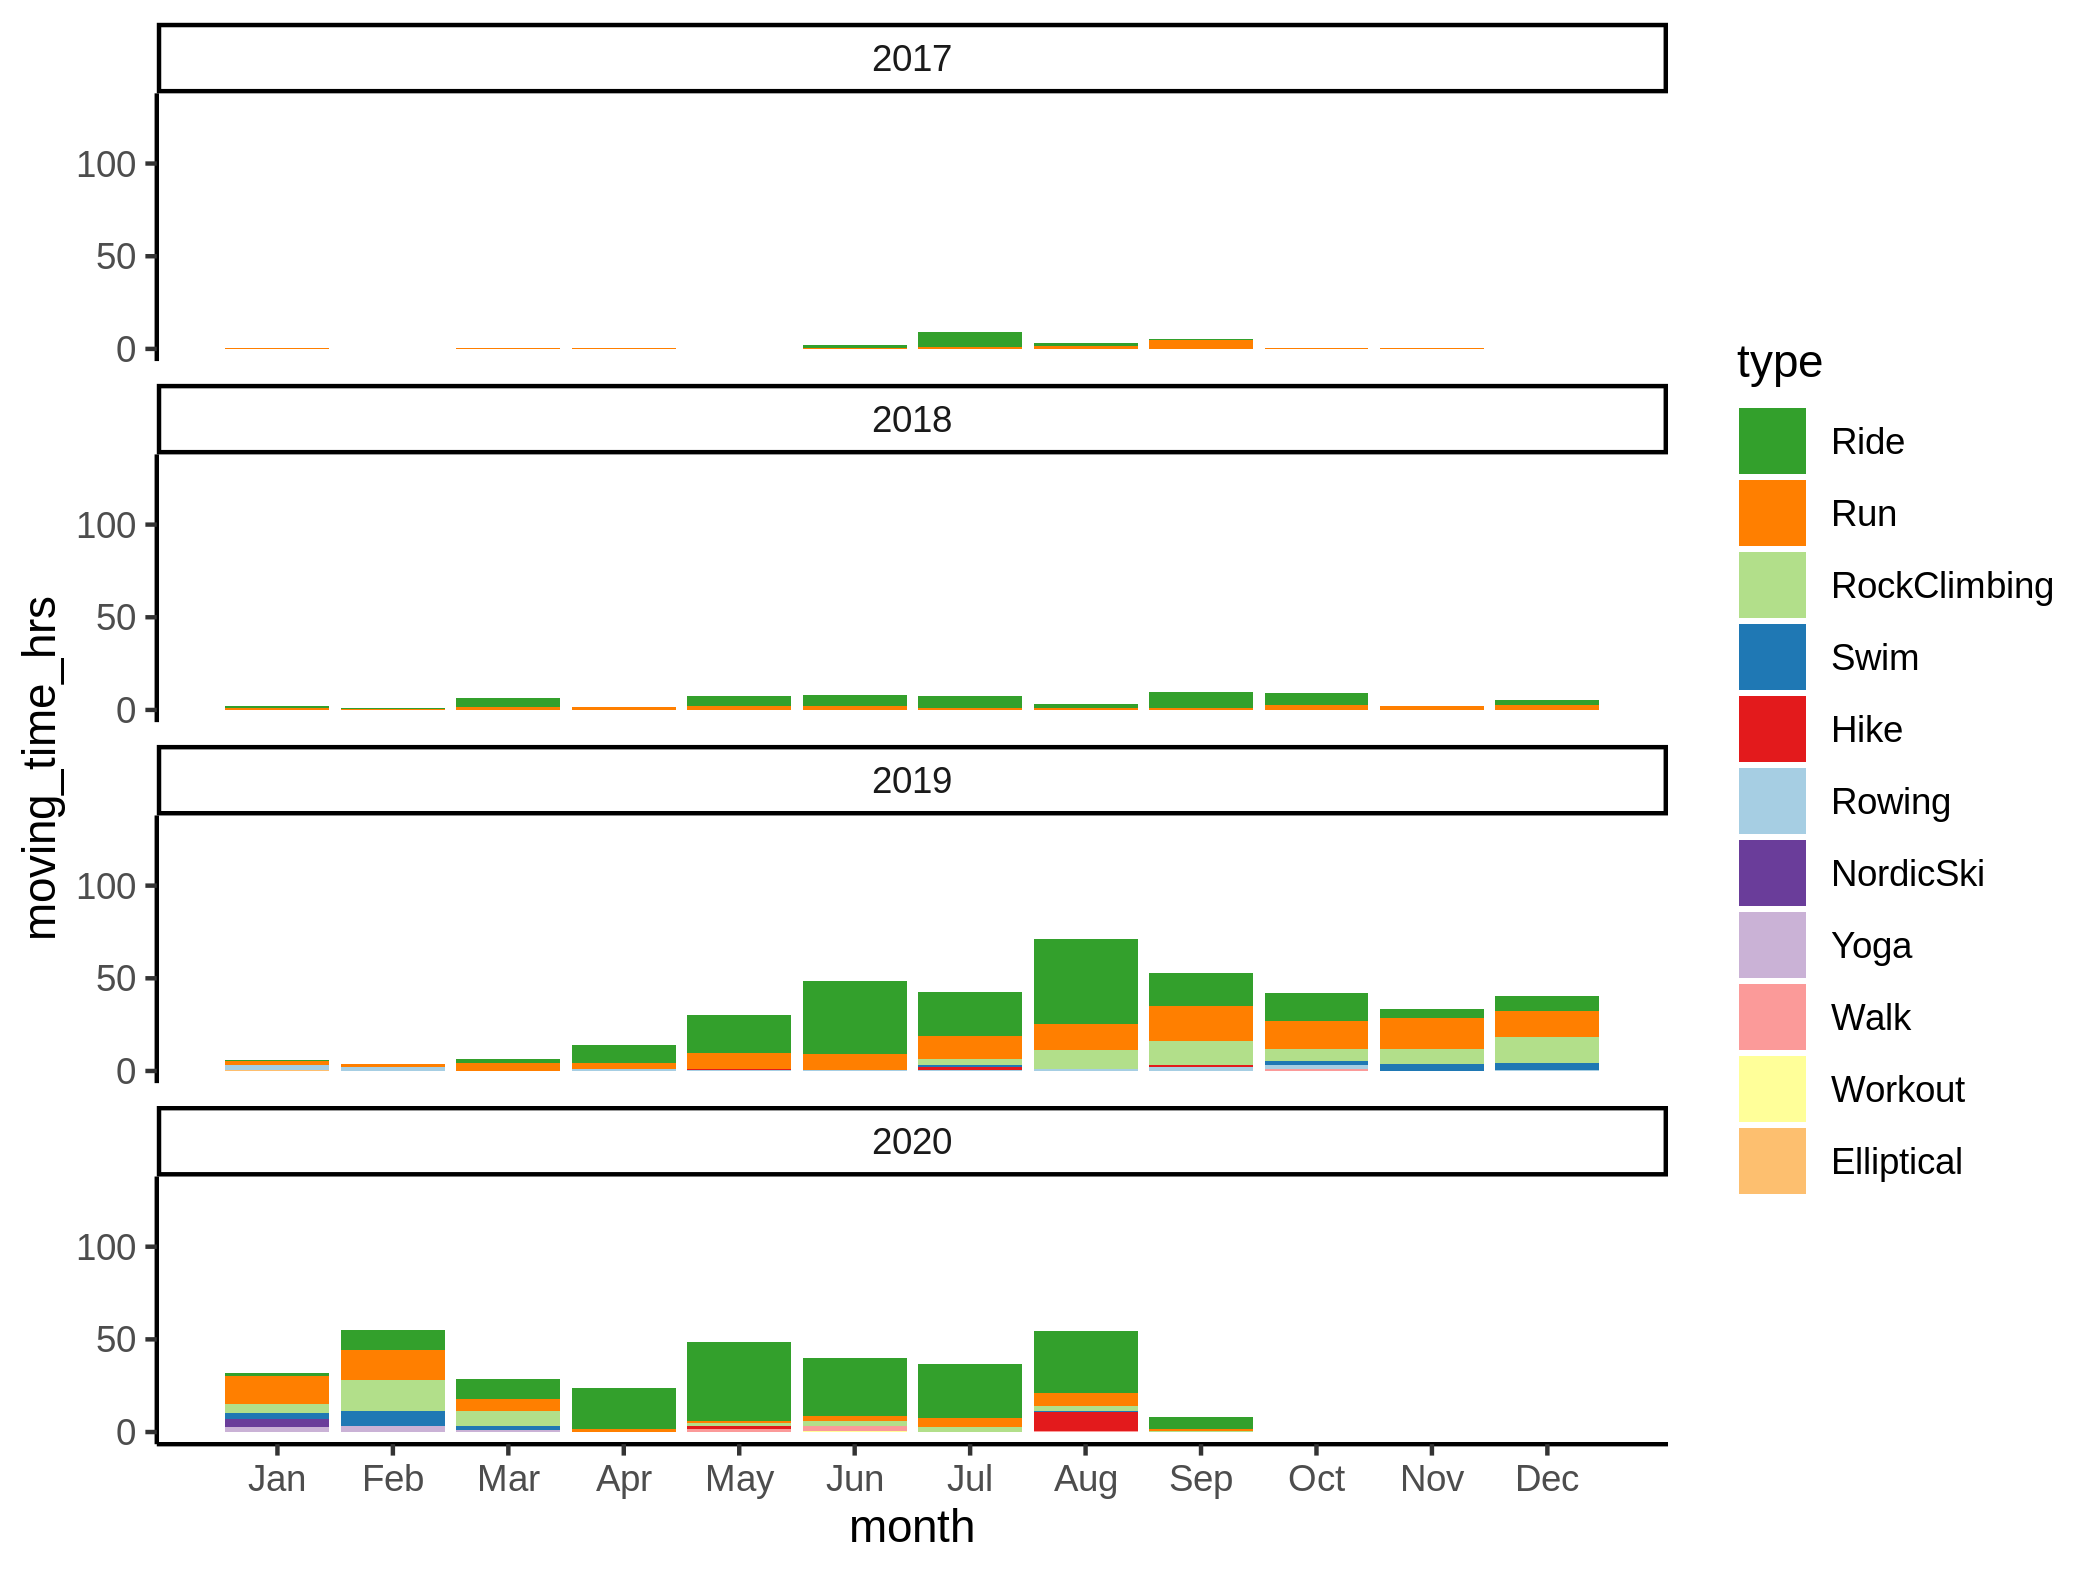 2017
100
50
0
2018
100
50
0
2019
100
50
0
2020
100
50
0
Jan Feb Mar Apr May Jun Jul Aug Sep Oct Nov Dec
month
moving_time_hrs
type
Ride
Run
RockClimbing
Swim
Hike
Rowing
NordicSki
Yoga
Walk
Workout
Elliptical